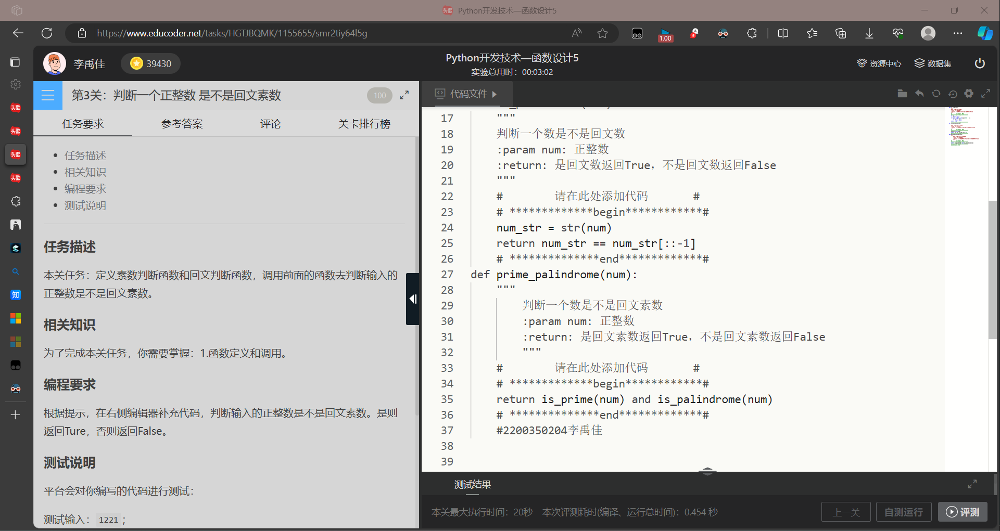 头歌 Python开发技术—函数设计5
https://www.educoder.net/tasks/HGTJBQMK/1155655/smr2tiy64l5g
1.00
李禹佳
39430
Python开发技术—函数设计5
实验总用时：00:03:02
资源中心
数据集
头歌
头歌
头歌
头歌
知
第3关：判断一个正整数 是不是回文素数
100
任务要求
参考答案
评论
关卡排行榜
任务描述
相关知识
编程要求
测试说明
任务描述
本关任务：定义素数判断函数和回文判断函数，调用前面的函数去判断输入的
正整数是不是回文素数。
相关知识
为了完成本关任务，你需要掌握：1.函数定义和调用。
编程要求
根据提示，在右侧编辑器补充代码，判断输入的正整数是不是回文素数。是则
返回Ture，否则返回False。
测试说明
平台会对你编写的代码进行测试：
测试输入：1221；
代码文件
17 """
18 判断一个数是不是回文数
19 :param num: 正整数
20 :return: 是回文数返回True，不是回文数返回False
21 """
22 # 请在此处添加代码 #
23 # *************begin************#
24 num_str = str(num)
25 return num_str == num_str[::-1]
26 # **************end*************#
27 def prime_palindrome(num):
28 """
29 判断一个数是不是回文素数
30 :param num: 正整数
31 :return: 是回文素数返回True，不是回文素数返回False
32 """
33 # 请在此处添加代码 #
34 # *************begin************#
35 return is_prime(num) and is_palindrome(num)
36 # **************end*************#
37 #2200350204李禹佳
38
39
测试结果
本关最大执行时间：20秒 本次评测耗时(编译、运行总时间)：0.454 秒
上一关
自测运行
评测